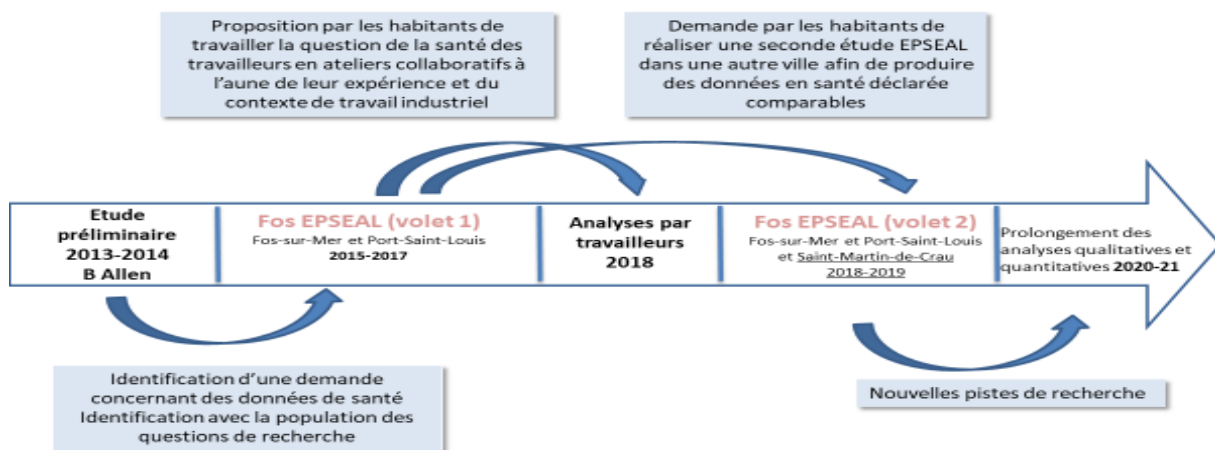 Proposition par les habitants de
travailler la question de la santé des
travailleurs en ateliers collaboratifs à
l’aune de leur expérience et du
contexte de travail industriel
Demande par les habitants de
réaliser une seconde étude EPSEAL
dans une autre ville afin de produire
des données en santé déclarée
comparables
Etude
préliminaire
2013-2014
B Allen
Fos EPSEAL (volet 1)
Fos-sur-Mer et Port-Saint-Louis
2015-2017
Analyses par
travailleurs
2018
Fos EPSEAL (volet 2)
Fos-sur-Mer et Port-Saint-Louis
et Saint-Martin-de-Crau
2018-2019
Prolongement des
analyses qualitatives et
quantitatives 2020-21
Identification d’une demande
concernant des données de santé
Identification avec la population des
questions de recherche
Nouvelles pistes de recherche